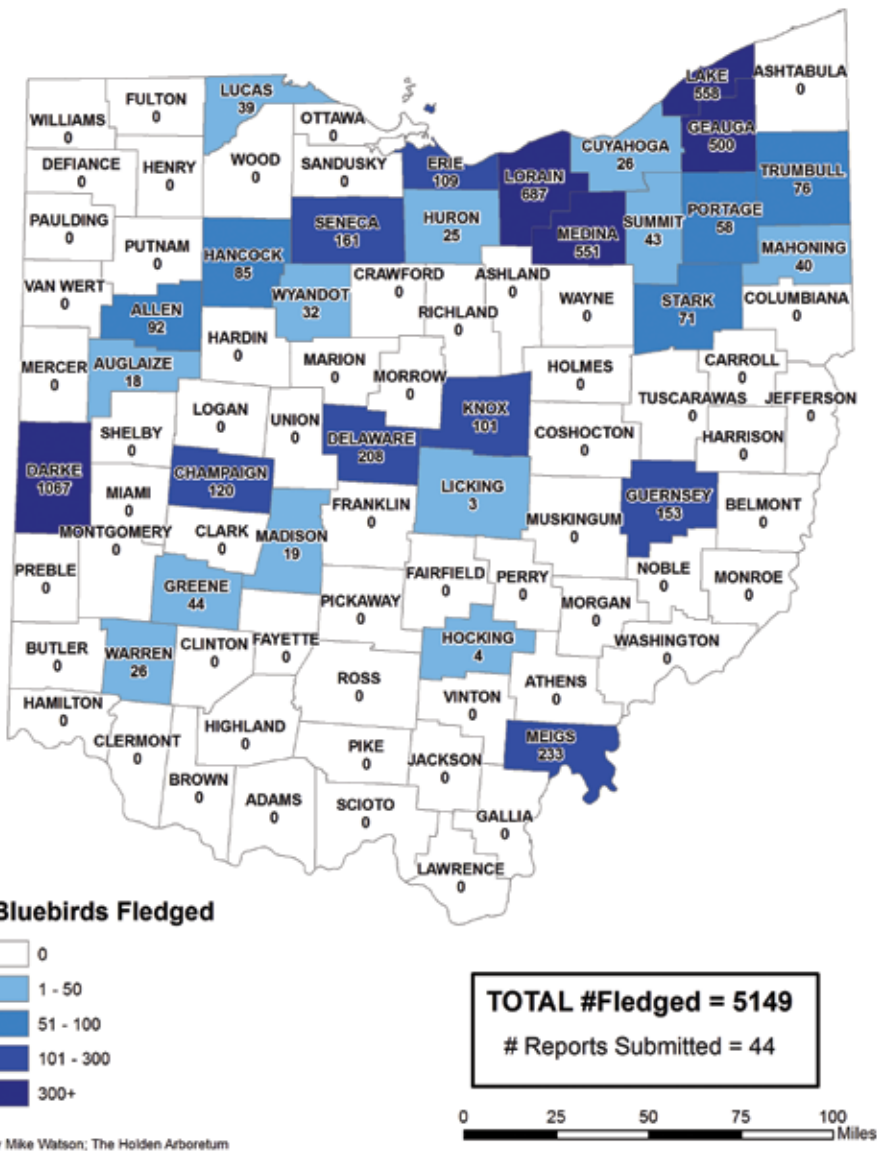 LAKE
558
ASHTABULA
0
LUCAS
39
FULTON
0
WILLIAMS
0
OTTAWA
0
GEAUGA
500
CUYAHOGA
26
WOOD
0
SANDUSKY
0
ERIE
109
DEFIANCE
0
HENRY
0
LORAIN
687
TRUMBULL
76
PAULDING
0
SENECA
161
HURON
25
MEDINA
551
SUMMIT
43
PORTAGE
58
PUTNAM
0
HANCOCK
85
MAHONING
40
VAN WERT
0
WYANDOT
32
CRAWFORD
0
ASHLAND
0
WAYNE
0
STARK
71
COLUMBIANA
0
ALLEN
92
RICHLAND
0
HARDIN
0
MERCER
0
AUGLAIZE
18
MARION
0
MORROW
0
HOLMES
0
CARROLL
0
TUSCARAWAS
0
JEFFERSON
0
LOGAN
0
UNION
0
KNOX
101
SHELBY
0
DELAWARE
208
COSHOCTON
0
HARRISON
0
DARKE
1067
CHAMPAIGN
120
LICKING
3
GUERNSEY
153
MIAMI
0
FRANKLIN
0
BELMONT
0
MUSKINGUM
0
MONTGOMERY
0
CLARK
0
MADISON
19
PREBLE
0
FAIRFIELD
0
PERRY
0
NOBLE
0
MONROE
0
GREENE
44
PICKAWAY
0
MORGAN
0
BUTLER
0
WARREN
26
CLINTON
0
FAYETTE
0
HOCKING
4
WASHINGTON
0
ROSS
0
ATHENS
0
HAMILTON
0
VINTON
0
HIGHLAND
0
CLERMONT
0
MEIGS
233
PIKE
0
JACKSON
0
BROWN
0
ADAMS
0
SCIOTO
0
GALLIA
0
LAWRENCE
0
Bluebirds Fledged
0
1 - 50
51 - 100
101 - 300
300+
TOTAL #Fledged = 5149
# Reports Submitted = 44
0 25 50 75 100
Miles
Mike Watson; The Holden Arboretum